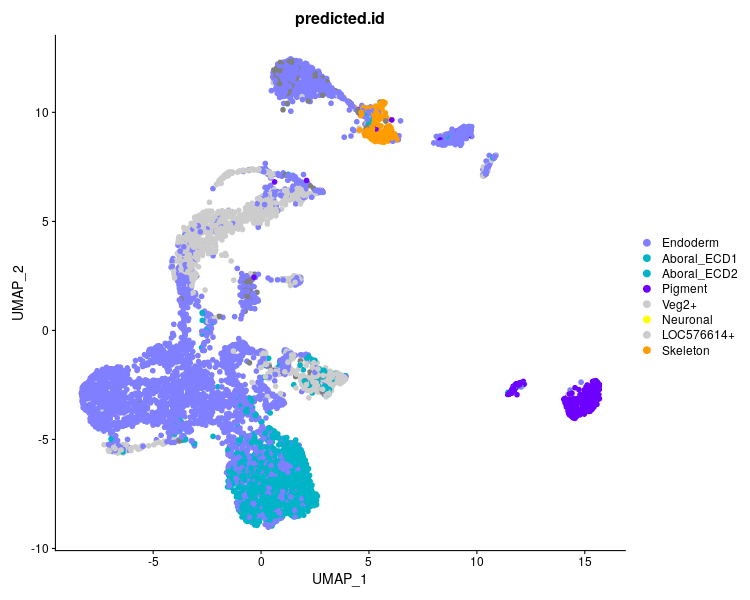 predicted.id
10
5
0
-5
-10
UMAP_2
-5
0
5
10
15
UMAP_1
Endoderm
Aboral_ECD1
Aboral_ECD2
Pigment
Veg2+
Neuronal
LOC576614+
Skeleton